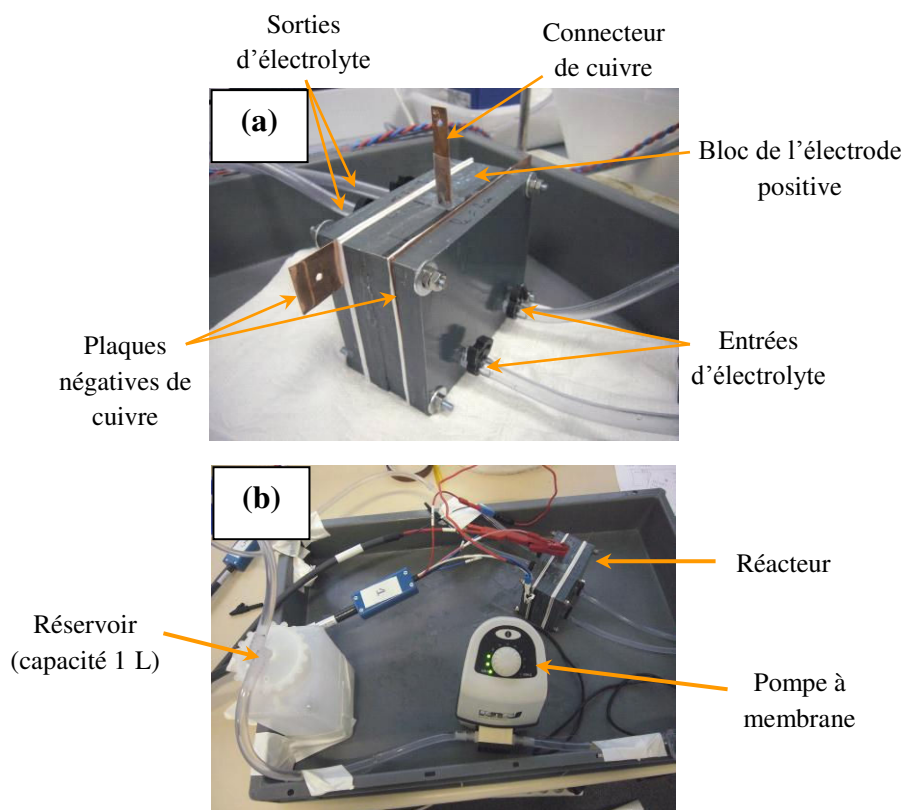 Sorties
d'électrolyte
Connecteur
de cuivre
(a)
Bloc de l'électrode
positive
Plaques
négatives de
cuivre
Entrées
d'électrolyte
(b)
Réacteur
Réservoir
(capacité 1 L)
Pompe à
membrane